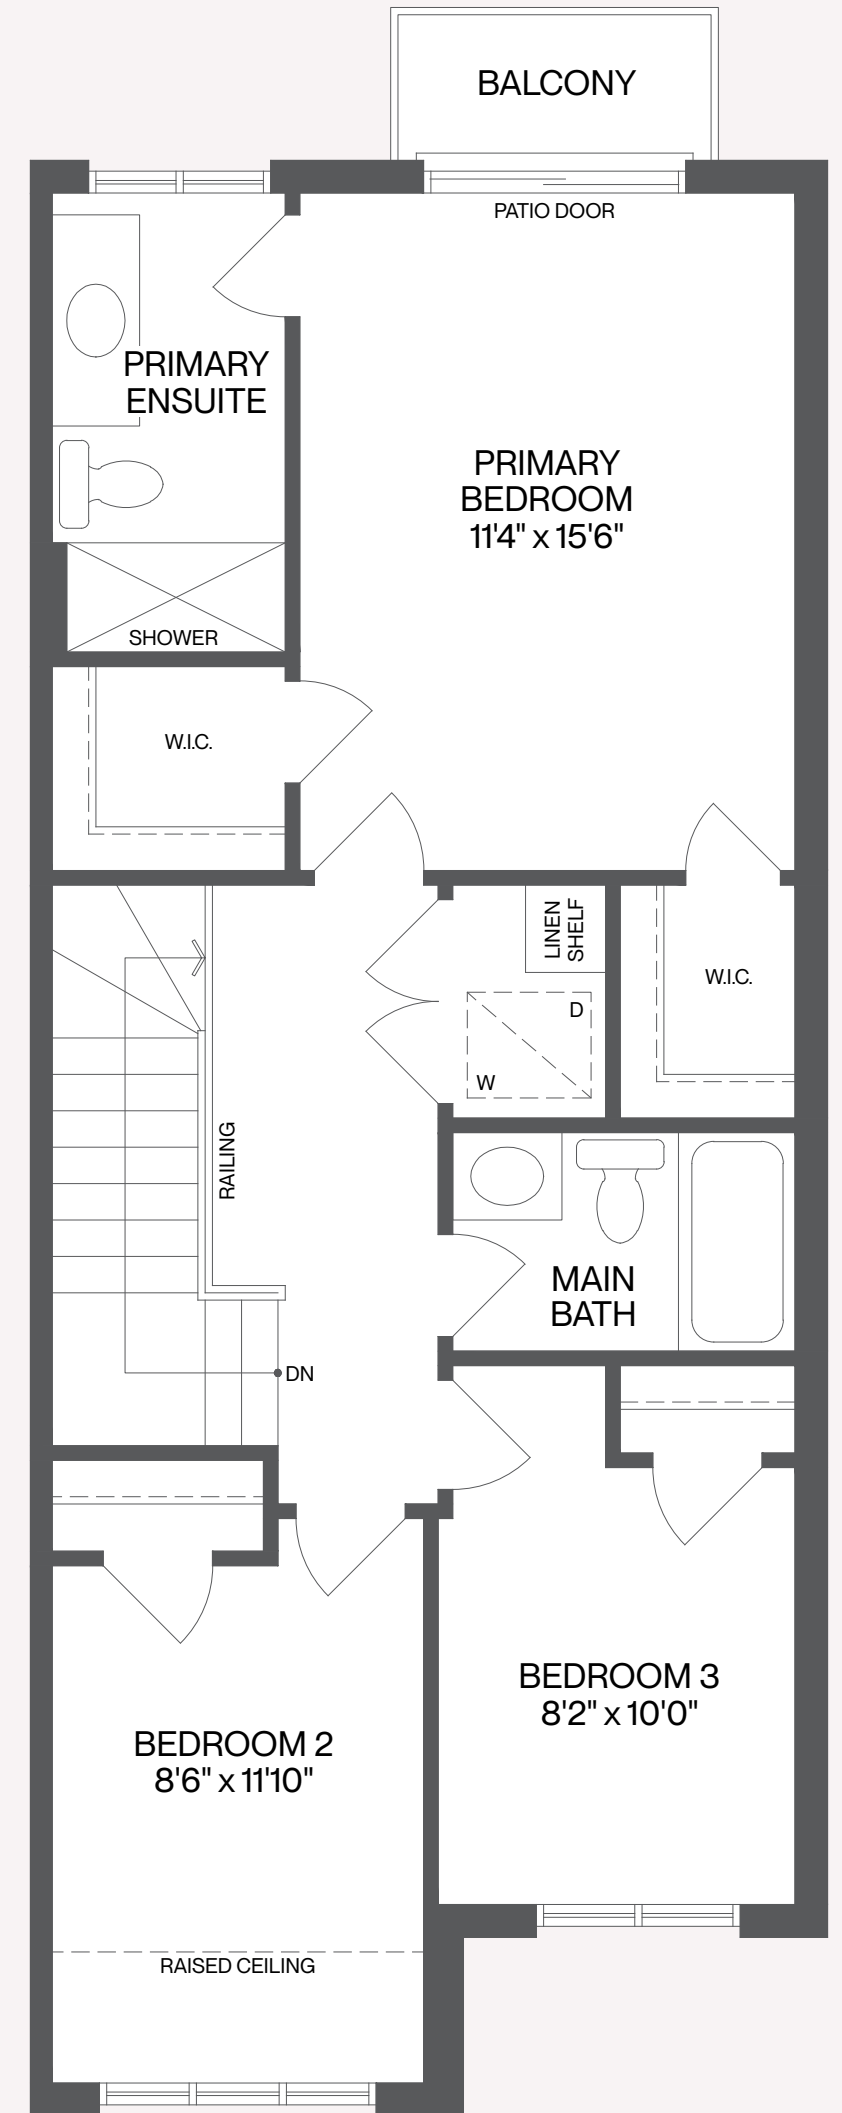 BALCONY
PATIO DOOR
PRIMARY
ENSUITE
PRIMARY
BEDROOM
11'4" x 15'6"
SHOWER
W.I.C.
LINEN
SHELF
W.I.C.
D
W
RAILING
MAIN
BATH
DN
BEDROOM 3
8'2" x 10'0"
BEDROOM 2
8'6" x 11'10"
RAISED CEILING